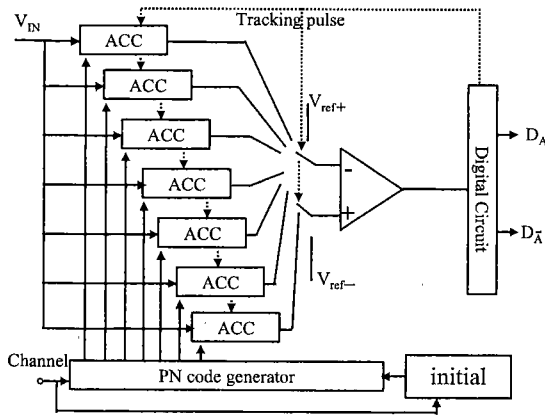 Tracking pulse
V_IN
ACC
ACC
V_ref+
ACC
ACC
ACC
V_ref—
ACC
ACC
-
+
Digital Circuit
D_A
D_Ā
Channel
PN code generator
initial